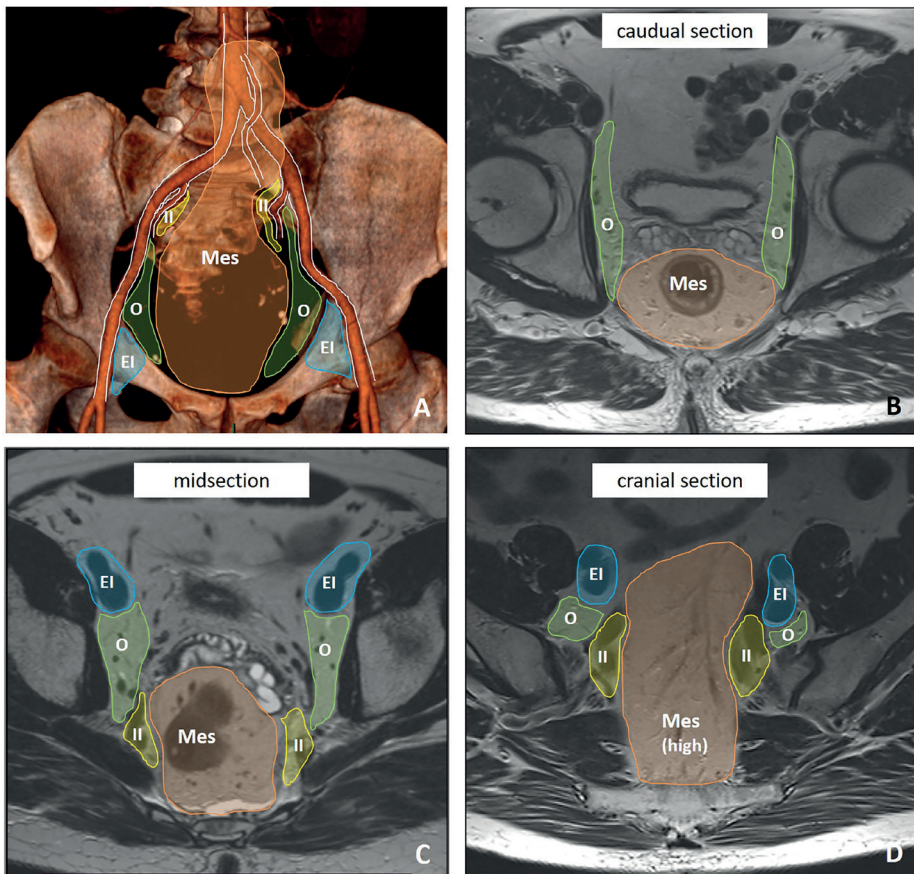 II
II
Mes
O
O
EI
EI
A
caudual section
O
O
Mes
B
midsection
EI
EI
O
O
II
Mes
II
C
cranial section
EI
EI
O
O
II
II
Mes
(high)
D